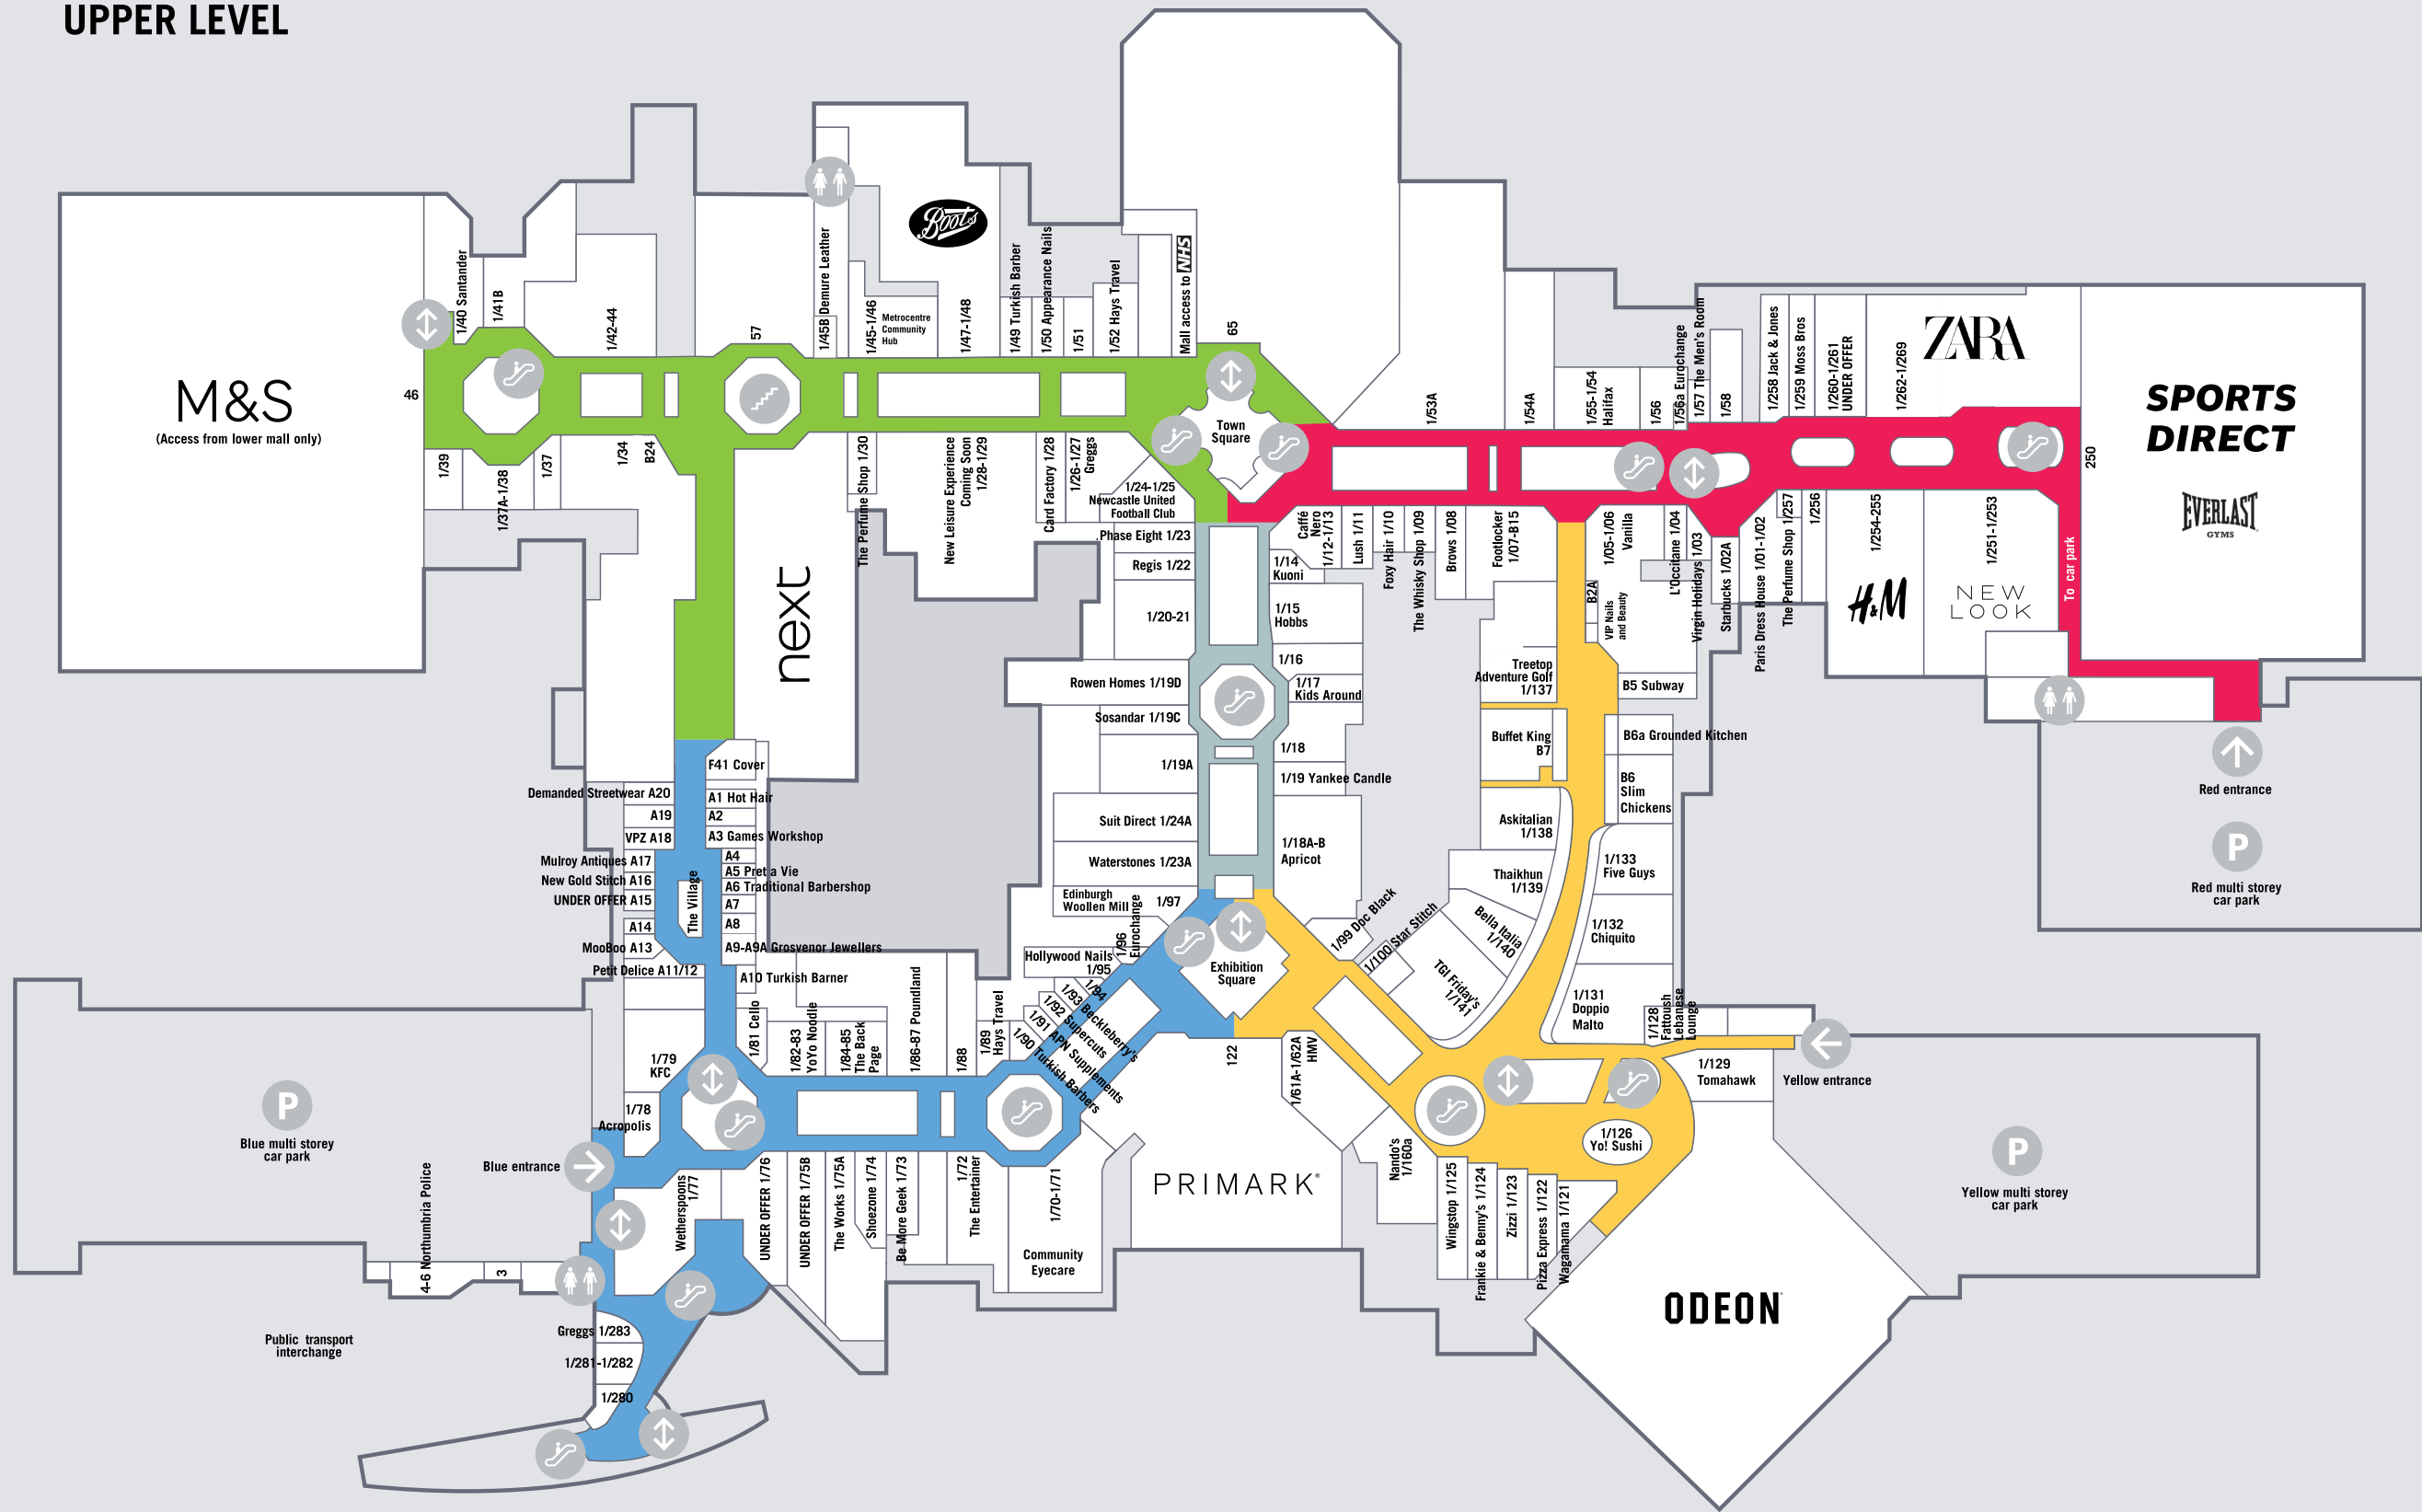 UPPER LEVEL
M&S
(Access from lower mall only)
46
1/40 Santander
1/41B
1/42-44
57
1/45B Demure Leather
1/45-1/46
Metrocentre
Community
Hub
Boots
1/47-1/48
1/49 Turkish Barber
1/50 Appearance Nails
1/51
1/52 Hays Travel
Mall access to NHS
65
Town
Square
1/53A
1/54A
1/55-1/54
Halifax
1/56
1/56a Eurochange
1/57 The Men's Room
1/58
1/258 Jack & Jones
1/259 Moss Bros
1/260-1/261
UNDER OFFER
1/262-1/269
ZARA
SPORTS
DIRECT
250
EVERLAST
GYMS
1/39
1/37A-1/38
1/37
1/34
B24
next
The Perfume Shop 1/30
New Leisure Experience
Coming Soon
1/28-1/29
Card Factory 1/28
1/26-1/27
Greggs
1/24-1/25
Newcastle United
Football Club
Phase Eight 1/23
Regis 1/22
1/20-21
Rowen Homes 1/19D
Sosandar 1/19C
1/19A
Suit Direct 1/24A
Waterstones 1/23A
Edinburgh
Woollen Mill
1/97
1/96
Eurochange
Caffé
Nero
1/12-1/13
Lush 1/11
Foxy Hair 1/10
The Whisky Shop 1/09
Brows 1/08
Footlocker
1/07-B15
1/14
Kuoni
1/15
Hobbs
1/16
1/17
Kids Around
1/18
1/19 Yankee Candle
1/18A-B
Apricot
1/05-1/06
Vanilla
B2A
VIP Nails
and Beauty
L'Occitane 1/04
Virgin Holidays 1/03
Starbucks 1/02A
Paris Dress House 1/01-1/02
The Perfume Shop 1/257
1/256
1/254-255
H&M
1/251-1/253
NEW
LOOK
To car park
Red entrance
P
Red multi storey
car park
Treetop
Adventure Golf
1/137
B5 Subway
Buffet King
B7
B6a Grounded Kitchen
B6
Slim
Chickens
Askitalian
1/138
Thaikhun
1/139
Bella Italia
1/140
TGI Friday's
1/141
1/99 Doc Black
1/100 Star Stitch
1/133
Five Guys
1/132
Chiquito
1/131
Doppio
Malto
1/128
Fattoush
Lebanese
Lounge
1/129
Tomahawk
Yellow entrance
P
Yellow multi storey
car park
1/126
Yo! Sushi
ODEON
F41 Cover
Demanded Streetwear A20
A1 Hot Hair
A19
A2
VPZ A18
A3 Games Workshop
Mulroy Antiques A17
A4
New Gold Stitch A16
A5 Pret a Vie
A6 Traditional Barbershop
UNDER OFFER A15
A7
The Village
A14
A8
MooBoo A13
A9-A9A Grosvenor Jewellers
Petit Delice A11/12
A10 Turkish Barner
1/79
KFC
1/78
Acropolis
1/81 Cello
1/82-83
YoYo Noodle
1/84-85
The Back
Page
1/86-87 Poundland
1/88
1/89
Hays Travel
Hollywood Nails
1/95
1/94
1/93 Beckleberry's
1/92 Supercuts
1/91 APN Supplements
1/90 Turkish Barbers
Exhibition
Square
122
1/61A-1/62A
HMV
PRIMARK
Nando's
1/160a
Wingstop 1/125
Frankie & Benny's 1/124
Zizzi 1/123
Pizza Express 1/122
Wagamama 1/121
P
Blue multi storey
car park
Blue entrance
Wetherspoons
1/77
UNDER OFFER 1/76
UNDER OFFER 1/75B
The Works 1/75A
Shoezone 1/74
Be More Geek 1/73
1/72
The Entertainer
1/70-1/71
Community
Eyecare
4-6 Northumbria Police
3
Public transport
interchange
Greggs 1/283
1/281-1/282
1/280